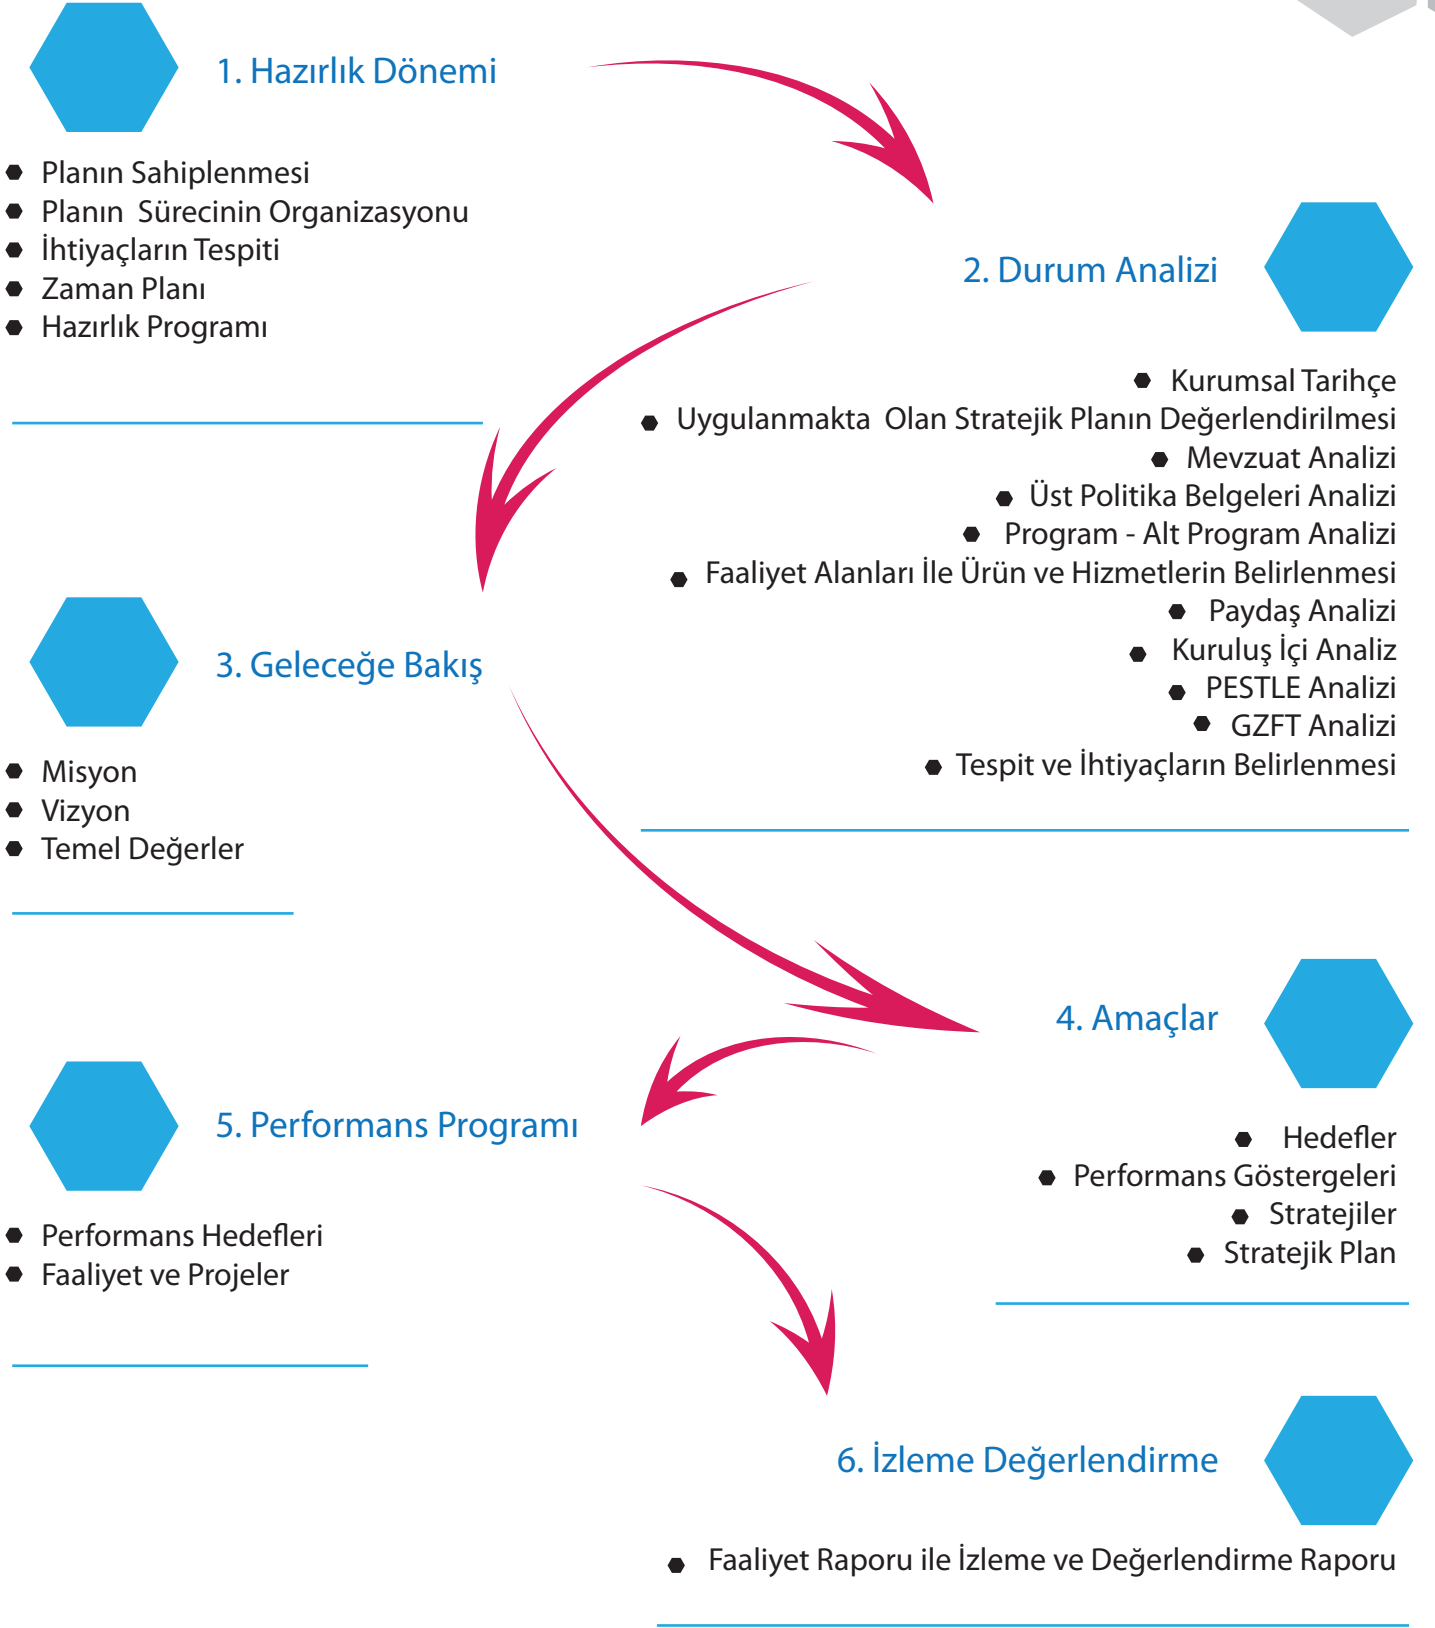 1. Hazırlık Dönemi
Planın Sahiplenmesi
Planın  Sürecinin Organizasyonu
İhtiyaçların Tespiti
Zaman Planı
Hazırlık Programı
2. Durum Analizi
Kurumsal Tarihçe
Uygulanmakta  Olan Stratejik Planın Değerlendirilmesi
Mevzuat Analizi
Üst Politika Belgeleri Analizi
Program - Alt Program Analizi
Faaliyet Alanları İle Ürün ve Hizmetlerin Belirlenmesi
Paydaş Analizi
Kuruluş İçi Analiz
PESTLE Analizi
GZFT Analizi
Tespit ve İhtiyaçların Belirlenmesi
3. Geleceğe Bakış
Misyon
Vizyon
Temel Değerler
4. Amaçlar
Hedefler
Performans Göstergeleri
Stratejiler
Stratejik Plan
5. Performans Programı
Performans Hedefleri
Faaliyet ve Projeler
6. İzleme Değerlendirme
Faaliyet Raporu ile İzleme ve Değerlendirme Raporu